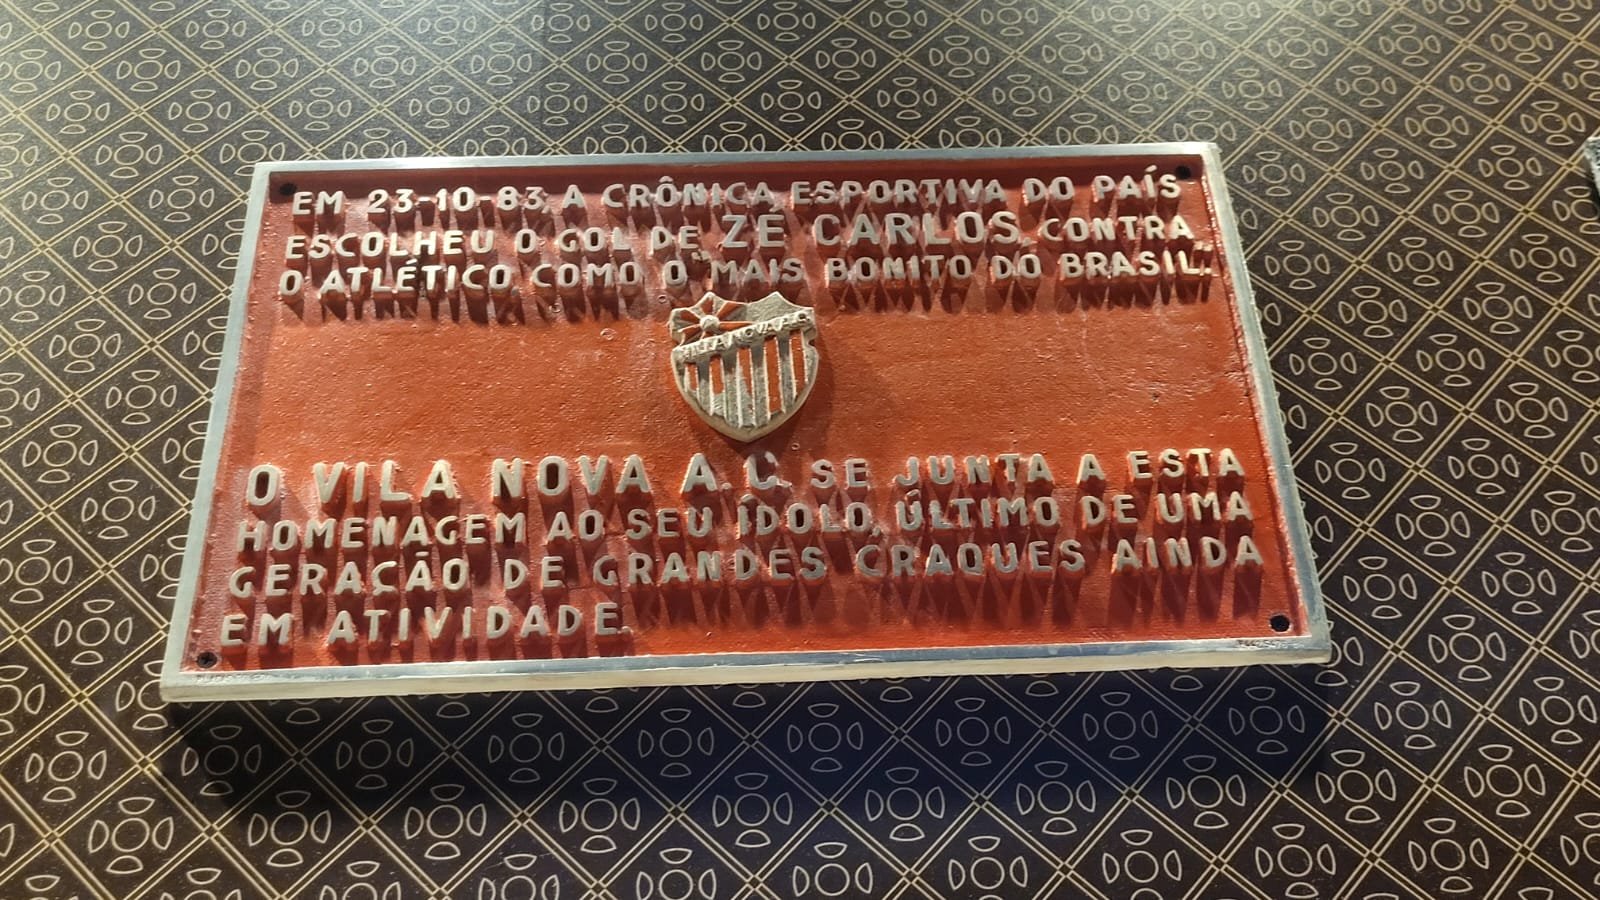 EM 23-10-83, A CRÔNICA ESPORTIVA DO PAÍS
ESCOLHEU O GOL DE ZÉ CARLOS, CONTRA
O ATLÉTICO COMO O "MAIS BONITO DO BRASIL".
VILA NOVA F.C.
O VILA NOVA A.C. SE JUNTA A ESTA
HOMENAGEM AO SEU ÍDOLO, ÚLTIMO DE UMA
GERAÇÃO DE GRANDES CRAQUES AINDA
EM ATIVIDADE.